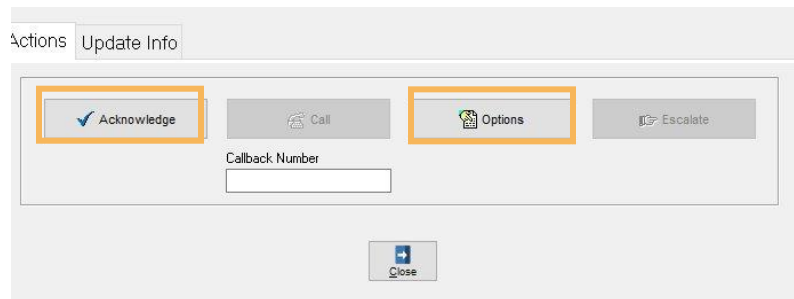 Actions Update Info
Acknowledge Call Options Escalate
Callback Number
Close